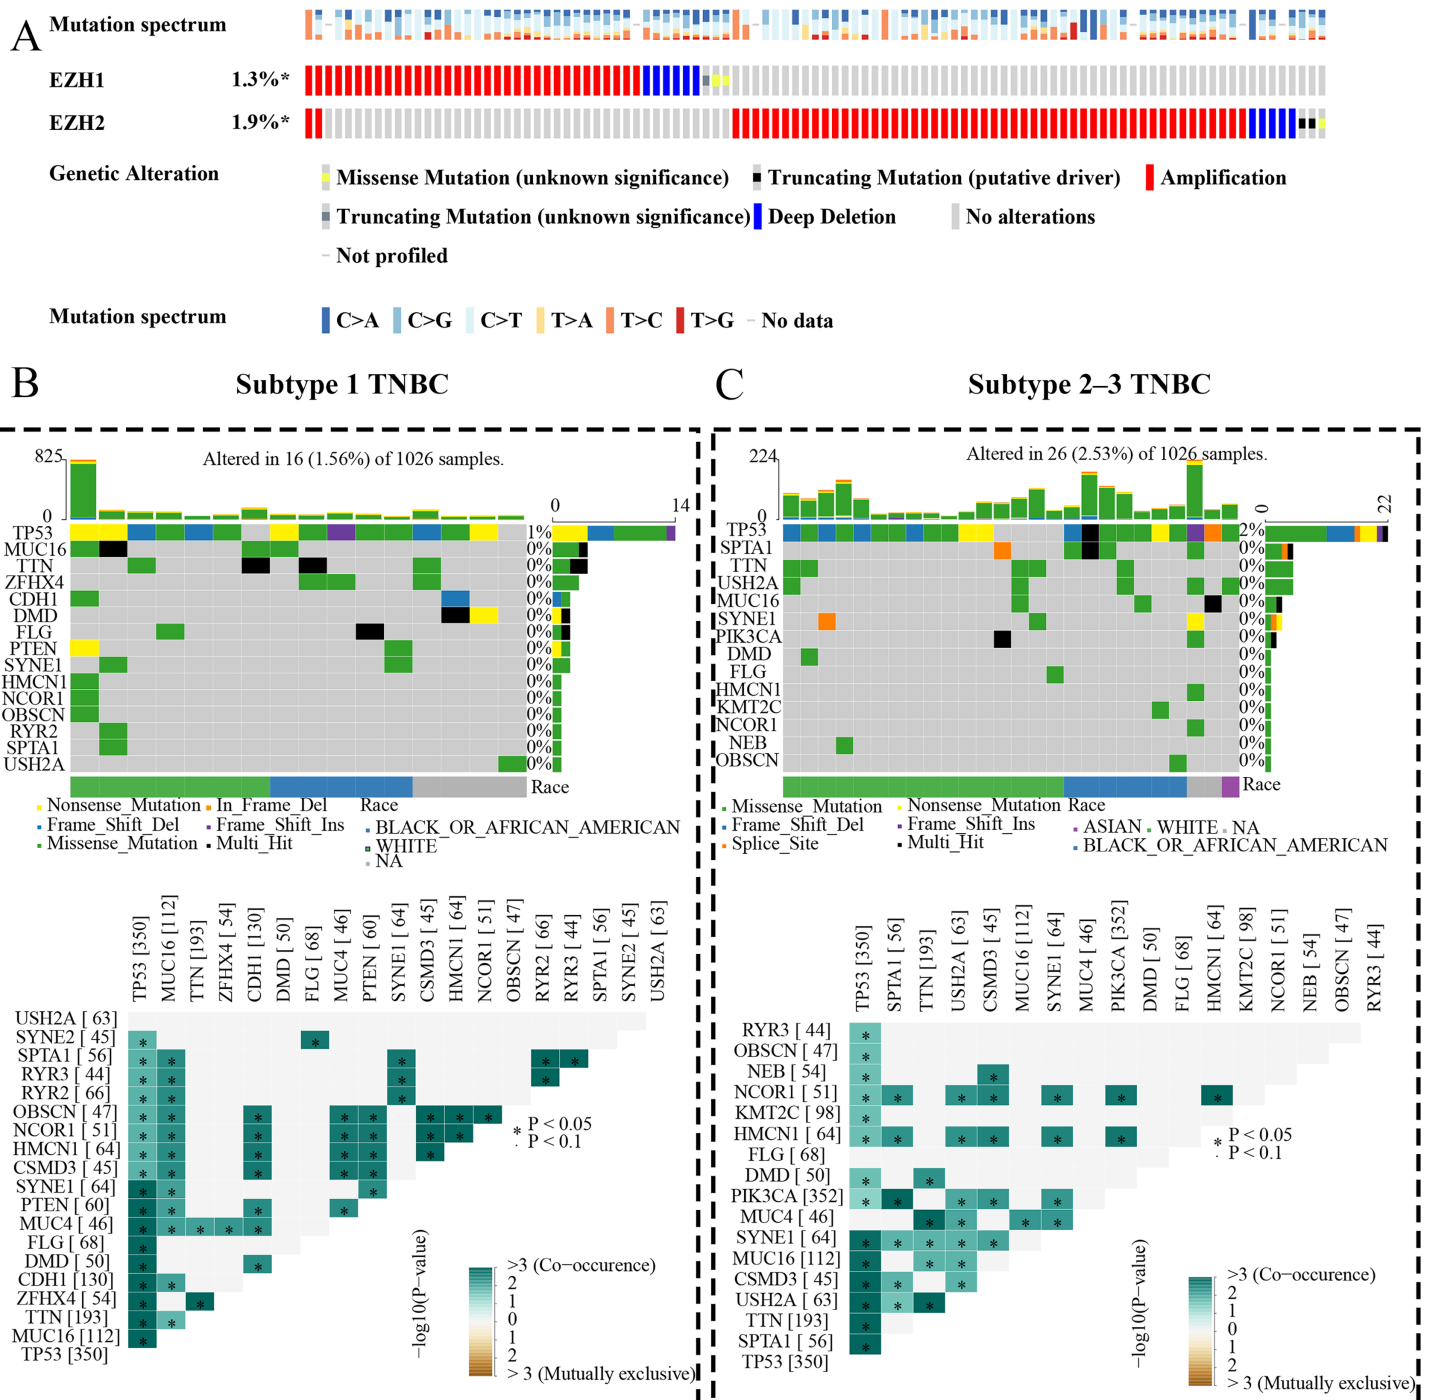 A
Mutation spectrum
EZH1 1.3%*
EZH2 1.9%*
Genetic Alteration
Missense Mutation (unknown significance) Truncating Mutation (putative driver) Amplification
Truncating Mutation (unknown significance) Deep Deletion No alterations
– Not profiled
Mutation spectrum C>A C>G C>T T>A T>C T>G – No data
B Subtype 1 TNBC
825
0
Altered in 16 (1.56%) of 1026 samples.
0 14
TP53 1%
MUC16 0%
TTN 0%
ZFHX4 0%
CDH1 0%
DMD 0%
FLG 0%
PTEN 0%
SYNE1 0%
HMCN1 0%
NCOR1 0%
OBSCN 0%
RYR2 0%
SPTA1 0%
USH2A 0%
Race
Nonsense_Mutation In_Frame_Del Race
Frame_Shift_Del Frame_Shift_Ins BLACK_OR_AFRICAN_AMERICAN
Missense_Mutation Multi_Hit WHITE
NA
TP53 [350]
MUC16 [112]
TTN [193]
ZFHX4 [ 54]
CDH1 [130]
DMD [ 50]
FLG [ 68]
MUC4 [ 46]
PTEN [ 60]
SYNE1 [ 64]
CSMD3 [ 45]
HMCN1 [ 64]
NCOR1 [ 51]
OBSCN [ 47]
RYR2 [ 66]
RYR3 [ 44]
SPTA1 [ 56]
SYNE2 [ 45]
USH2A [ 63]
USH2A [ 63]
SYNE2 [ 45]
SPTA1 [ 56]
RYR3 [ 44]
RYR2 [ 66]
OBSCN [ 47]
NCOR1 [ 51]
HMCN1 [ 64]
CSMD3 [ 45]
SYNE1 [ 64]
PTEN [ 60]
MUC4 [ 46]
FLG [ 68]
DMD [ 50]
CDH1 [130]
ZFHX4 [ 54]
TTN [193]
MUC16 [112]
TP53 [350]
* P < 0.05
· P < 0.1
−log10(P−value)
>3 (Co−occurence)
2
1
0
1
2
> 3 (Mutually exclusive)
C Subtype 2–3 TNBC
224
0
Altered in 26 (2.53%) of 1026 samples.
0 22
TP53 2%
SPTA1 0%
TTN 0%
USH2A 0%
MUC16 0%
SYNE1 0%
PIK3CA 0%
DMD 0%
FLG 0%
HMCN1 0%
KMT2C 0%
NCOR1 0%
NEB 0%
OBSCN 0%
Race
Missense_Mutation Nonsense_Mutation Race
Frame_Shift_Del Frame_Shift_Ins ASIAN WHITE NA
Splice_Site Multi_Hit BLACK_OR_AFRICAN_AMERICAN
TP53 [350]
SPTA1 [ 56]
TTN [193]
USH2A [ 63]
CSMD3 [ 45]
MUC16 [112]
SYNE1 [ 64]
MUC4 [ 46]
PIK3CA [352]
DMD [ 50]
FLG [ 68]
HMCN1 [ 64]
KMT2C [ 98]
NCOR1 [ 51]
NEB [ 54]
OBSCN [ 47]
RYR3 [ 44]
RYR3 [ 44]
OBSCN [ 47]
NEB [ 54]
NCOR1 [ 51]
KMT2C [ 98]
HMCN1 [ 64]
FLG [ 68]
DMD [ 50]
PIK3CA [352]
MUC4 [ 46]
SYNE1 [ 64]
MUC16 [112]
CSMD3 [ 45]
USH2A [ 63]
TTN [193]
SPTA1 [ 56]
TP53 [350]
* P < 0.05
· P < 0.1
−log10(P−value)
>3 (Co−occurence)
2
1
0
1
2
> 3 (Mutually exclusive)